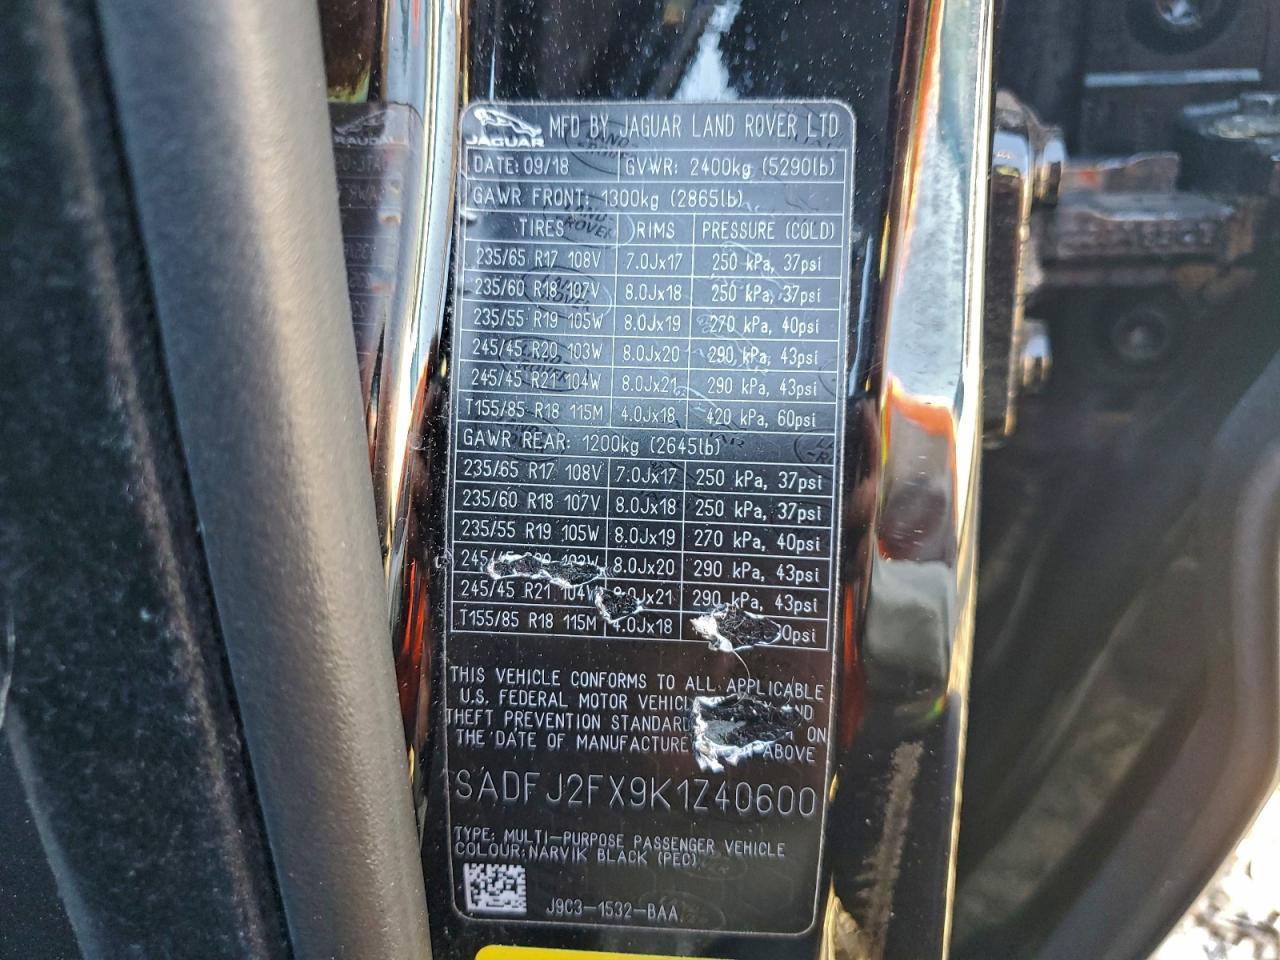 JAGUAR MFD BY JAGUAR LAND ROVER LTD
DATE: 09/18 GVWR: 2400kg (5290lb)
GAWR FRONT: 1300kg (2865lb)
TIRES RIMS PRESSURE (COLD)
235/65 R17 108V 7.0Jx17 250 kPa, 37psi
235/60 R18 107V 8.0Jx18 250 kPa, 37psi
235/55 R19 105W 8.0Jx19 270 kPa, 40psi
245/45 R20 103W 8.0Jx20 290 kPa, 43psi
245/45 R21 104W 8.0Jx21 290 kPa, 43psi
T155/85 R18 115M 4.0Jx18 420 kPa, 60psi
GAWR REAR: 1200kg (2645lb)
235/65 R17 108V 7.0Jx17 250 kPa, 37psi
235/60 R18 107V 8.0Jx18 250 kPa, 37psi
235/55 R19 105W 8.0Jx19 270 kPa, 40psi
8.0Jx20 290 kPa, 43psi
245/45 R21 8.0Jx21 290 kPa, 43psi
T155/85 R18 115M 4.0Jx18
THIS VEHICLE CONFORMS TO ALL APPLICABLE
U.S. FEDERAL MOTOR
THEFT PREVENTION ON
THE DATE OF MANUFACTURE ABOVE
SADFJ2FX9K1Z40600
TYPE: MULTI-PURPOSE PASSENGER VEHICLE
COLOUR: NARVIK BLACK (PEC)
J9C3-1532-BAA